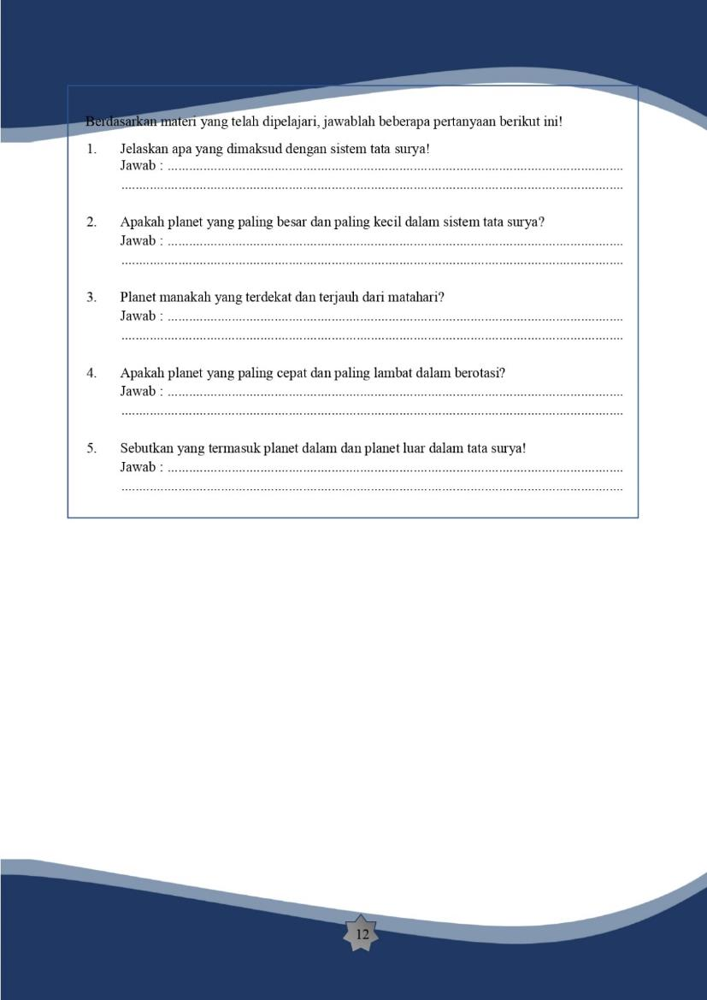 Berdasarkan materi yang telah dipelajari, jawablah beberapa pertanyaan berikut ini!
1. Jelaskan apa yang dimaksud dengan sistem tata surya!
Jawab : ................................................................................................................................
.............................................................................................................................................
2. Apakah planet yang paling besar dan paling kecil dalam sistem tata surya?
Jawab : ................................................................................................................................
.............................................................................................................................................
3. Planet manakah yang terdekat dan terjauh dari matahari?
Jawab : ................................................................................................................................
.............................................................................................................................................
4. Apakah planet yang paling cepat dan paling lambat dalam berotasi?
Jawab : ................................................................................................................................
.............................................................................................................................................
5. Sebutkan yang termasuk planet dalam dan planet luar dalam tata surya!
Jawab : ................................................................................................................................
.............................................................................................................................................
12